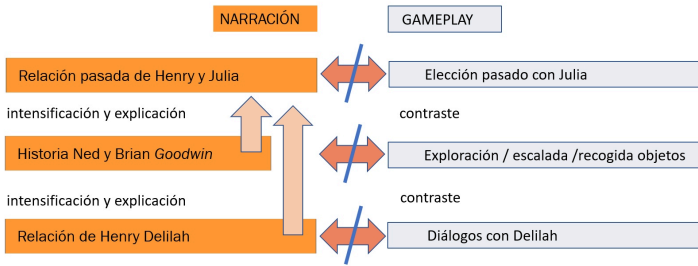 NARRACIÓN GAMEPLAY
Relación pasada de Henry y Julia Elección pasado con Julia
intensificación y explicación contraste
Historia Ned y Brian Goodwin Exploración / escalada /recogida objetos
intensificación y explicación contraste
Relación de Henry Delilah Diálogos con Delilah